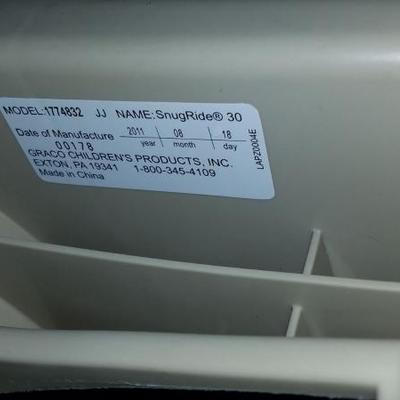 MODEL:1774832 JJ NAME:SnugRide® 30
Date of Manufacture 2011 08 18
00178 year month day
GRACO CHILDREN'S PRODUCTS, INC.
EXTON, PA 19341 1-800-345-4109
Made in China
LAPZ0004E